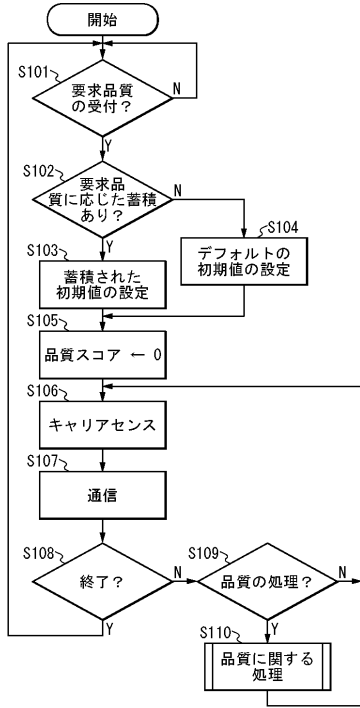 開始
S101
要求品質
の受付？
N
Y
S102
要求品
質に応じた蓄積
あり？
N
Y
S103
蓄積された
初期値の設定
S104
デフォルトの
初期値の設定
S105
品質スコア ← 0
S106
キャリアセンス
S107
通信
S108
終了？
N
Y
S109
品質の処理？
N
Y
S110
品質に関する
処理